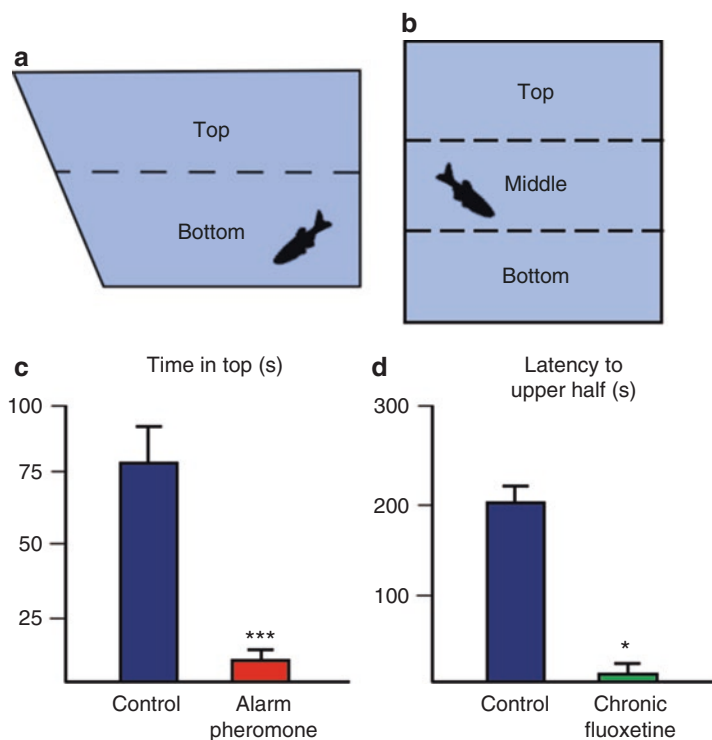 a
Top
Bottom
b
Top
Middle
Bottom
c
Time in top (s)
100
75
50
25
***
Control
Alarm
pheromone
d
Latency to
upper half (s)
300
200
100
*
Control
Chronic
fluoxetine